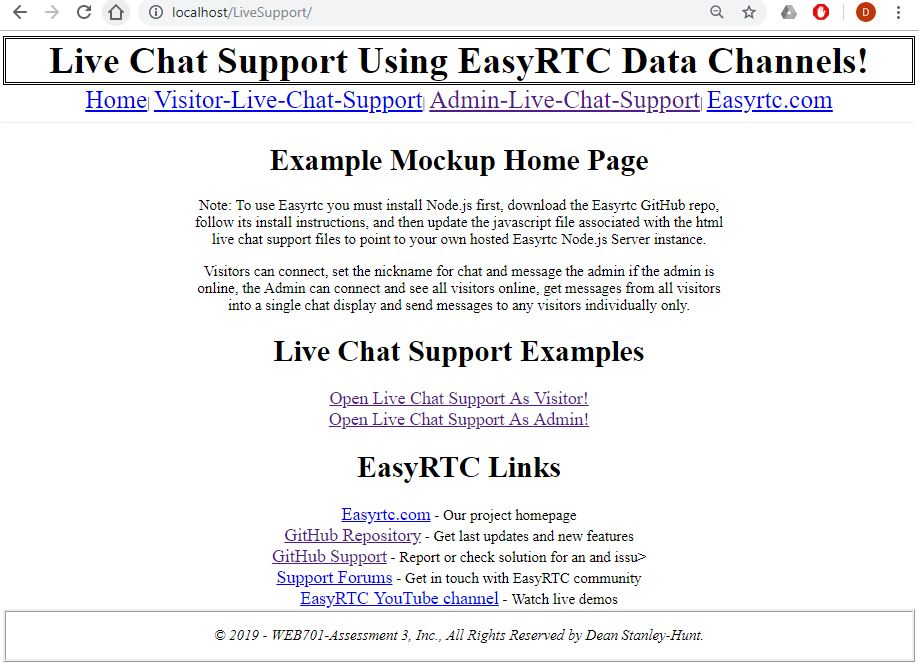 localhost/LiveSupport/
D
Live Chat Support Using EasyRTC Data Channels!
Home| Visitor-Live-Chat-Support| Admin-Live-Chat-Support| Easyrtc.com
Example Mockup Home Page
Note: To use Easyrtc you must install Node.js first, download the Easyrtc GitHub repo,
follow its install instructions, and then update the javascript file associated with the html
live chat support files to point to your own hosted Easyrtc Node.js Server instance.
Visitors can connect, set the nickname for chat and message the admin if the admin is
online, the Admin can connect and see all visitors online, get messages from all visitors
into a single chat display and send messages to any visitors individually only.
Live Chat Support Examples
Open Live Chat Support As Visitor!
Open Live Chat Support As Admin!
EasyRTC Links
Easyrtc.com - Our project homepage
GitHub Repository - Get last updates and new features
GitHub Support - Report or check solution for an and issu>
Support Forums - Get in touch with EasyRTC community
EasyRTC YouTube channel - Watch live demos
© 2019 - WEB701-Assessment 3, Inc., All Rights Reserved by Dean Stanley-Hunt.